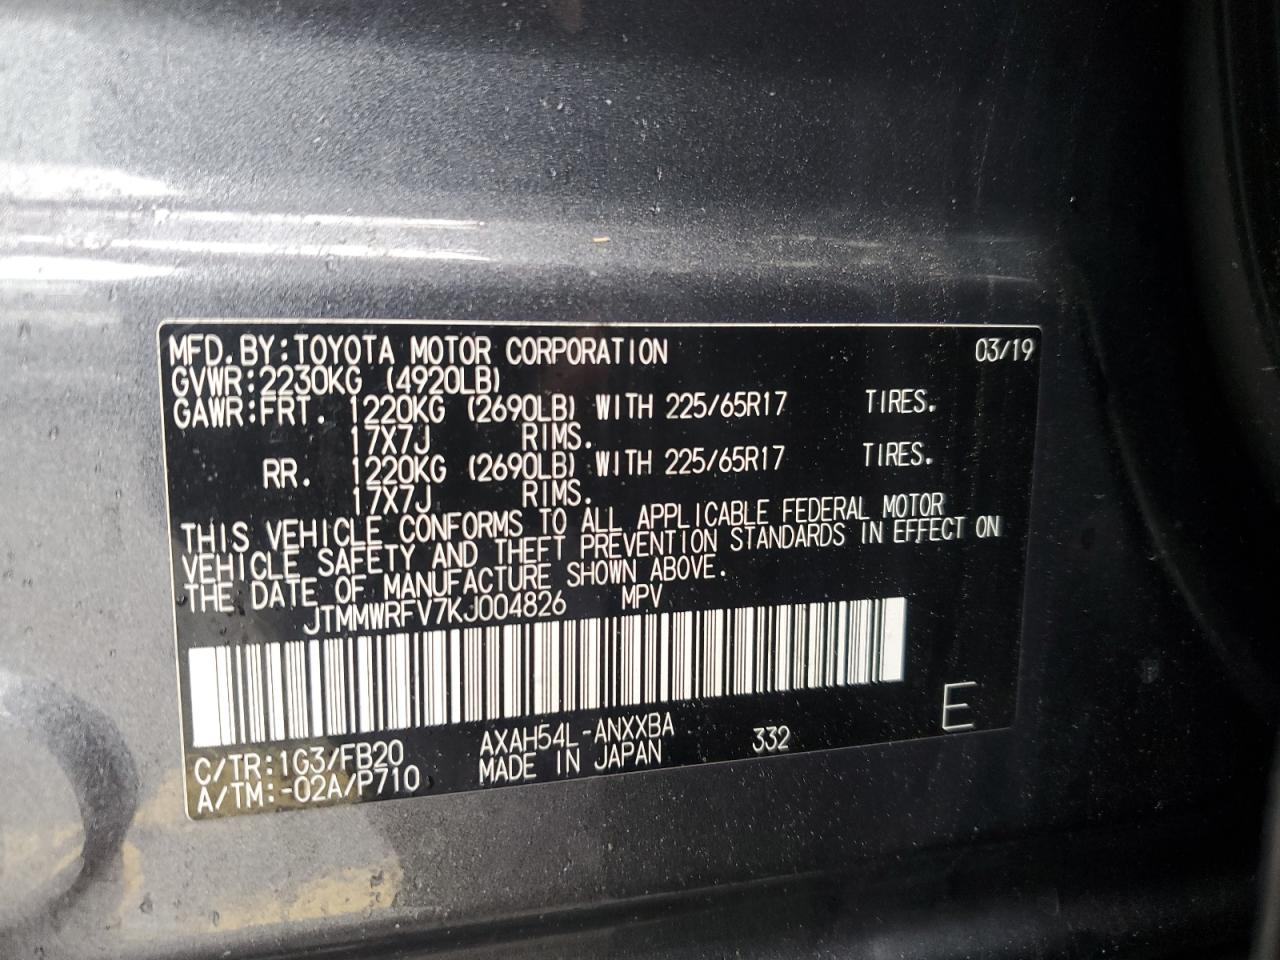 MFD.BY:TOYOTA MOTOR CORPORATION 03/19
GVWR:2230KG (4920LB)
GAWR:FRT. 1220KG (2690LB) WITH 225/65R17 TIRES.
17X7J RIMS.
RR. 1220KG (2690LB) WITH 225/65R17 TIRES.
17X7J RIMS.
THIS VEHICLE CONFORMS TO ALL APPLICABLE FEDERAL MOTOR
VEHICLE SAFETY AND THEFT PREVENTION STANDARDS IN EFFECT ON
THE DATE OF MANUFACTURE SHOWN ABOVE.
JTMMWRFV7KJ004826 MPV
C/TR:1G3/FB20 AXAH54L-ANXXBA 332 E
A/TM:-02A/P710 MADE IN JAPAN